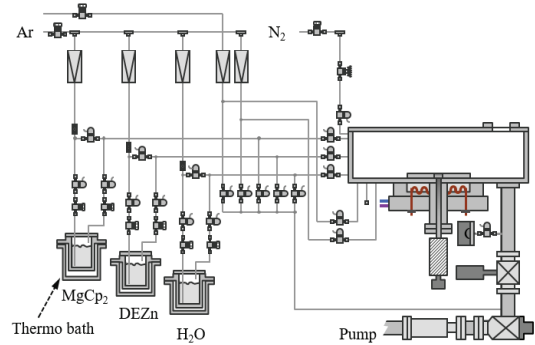 Ar
N₂
MgCp₂
DEZn
H₂O
Thermo bath
Pump